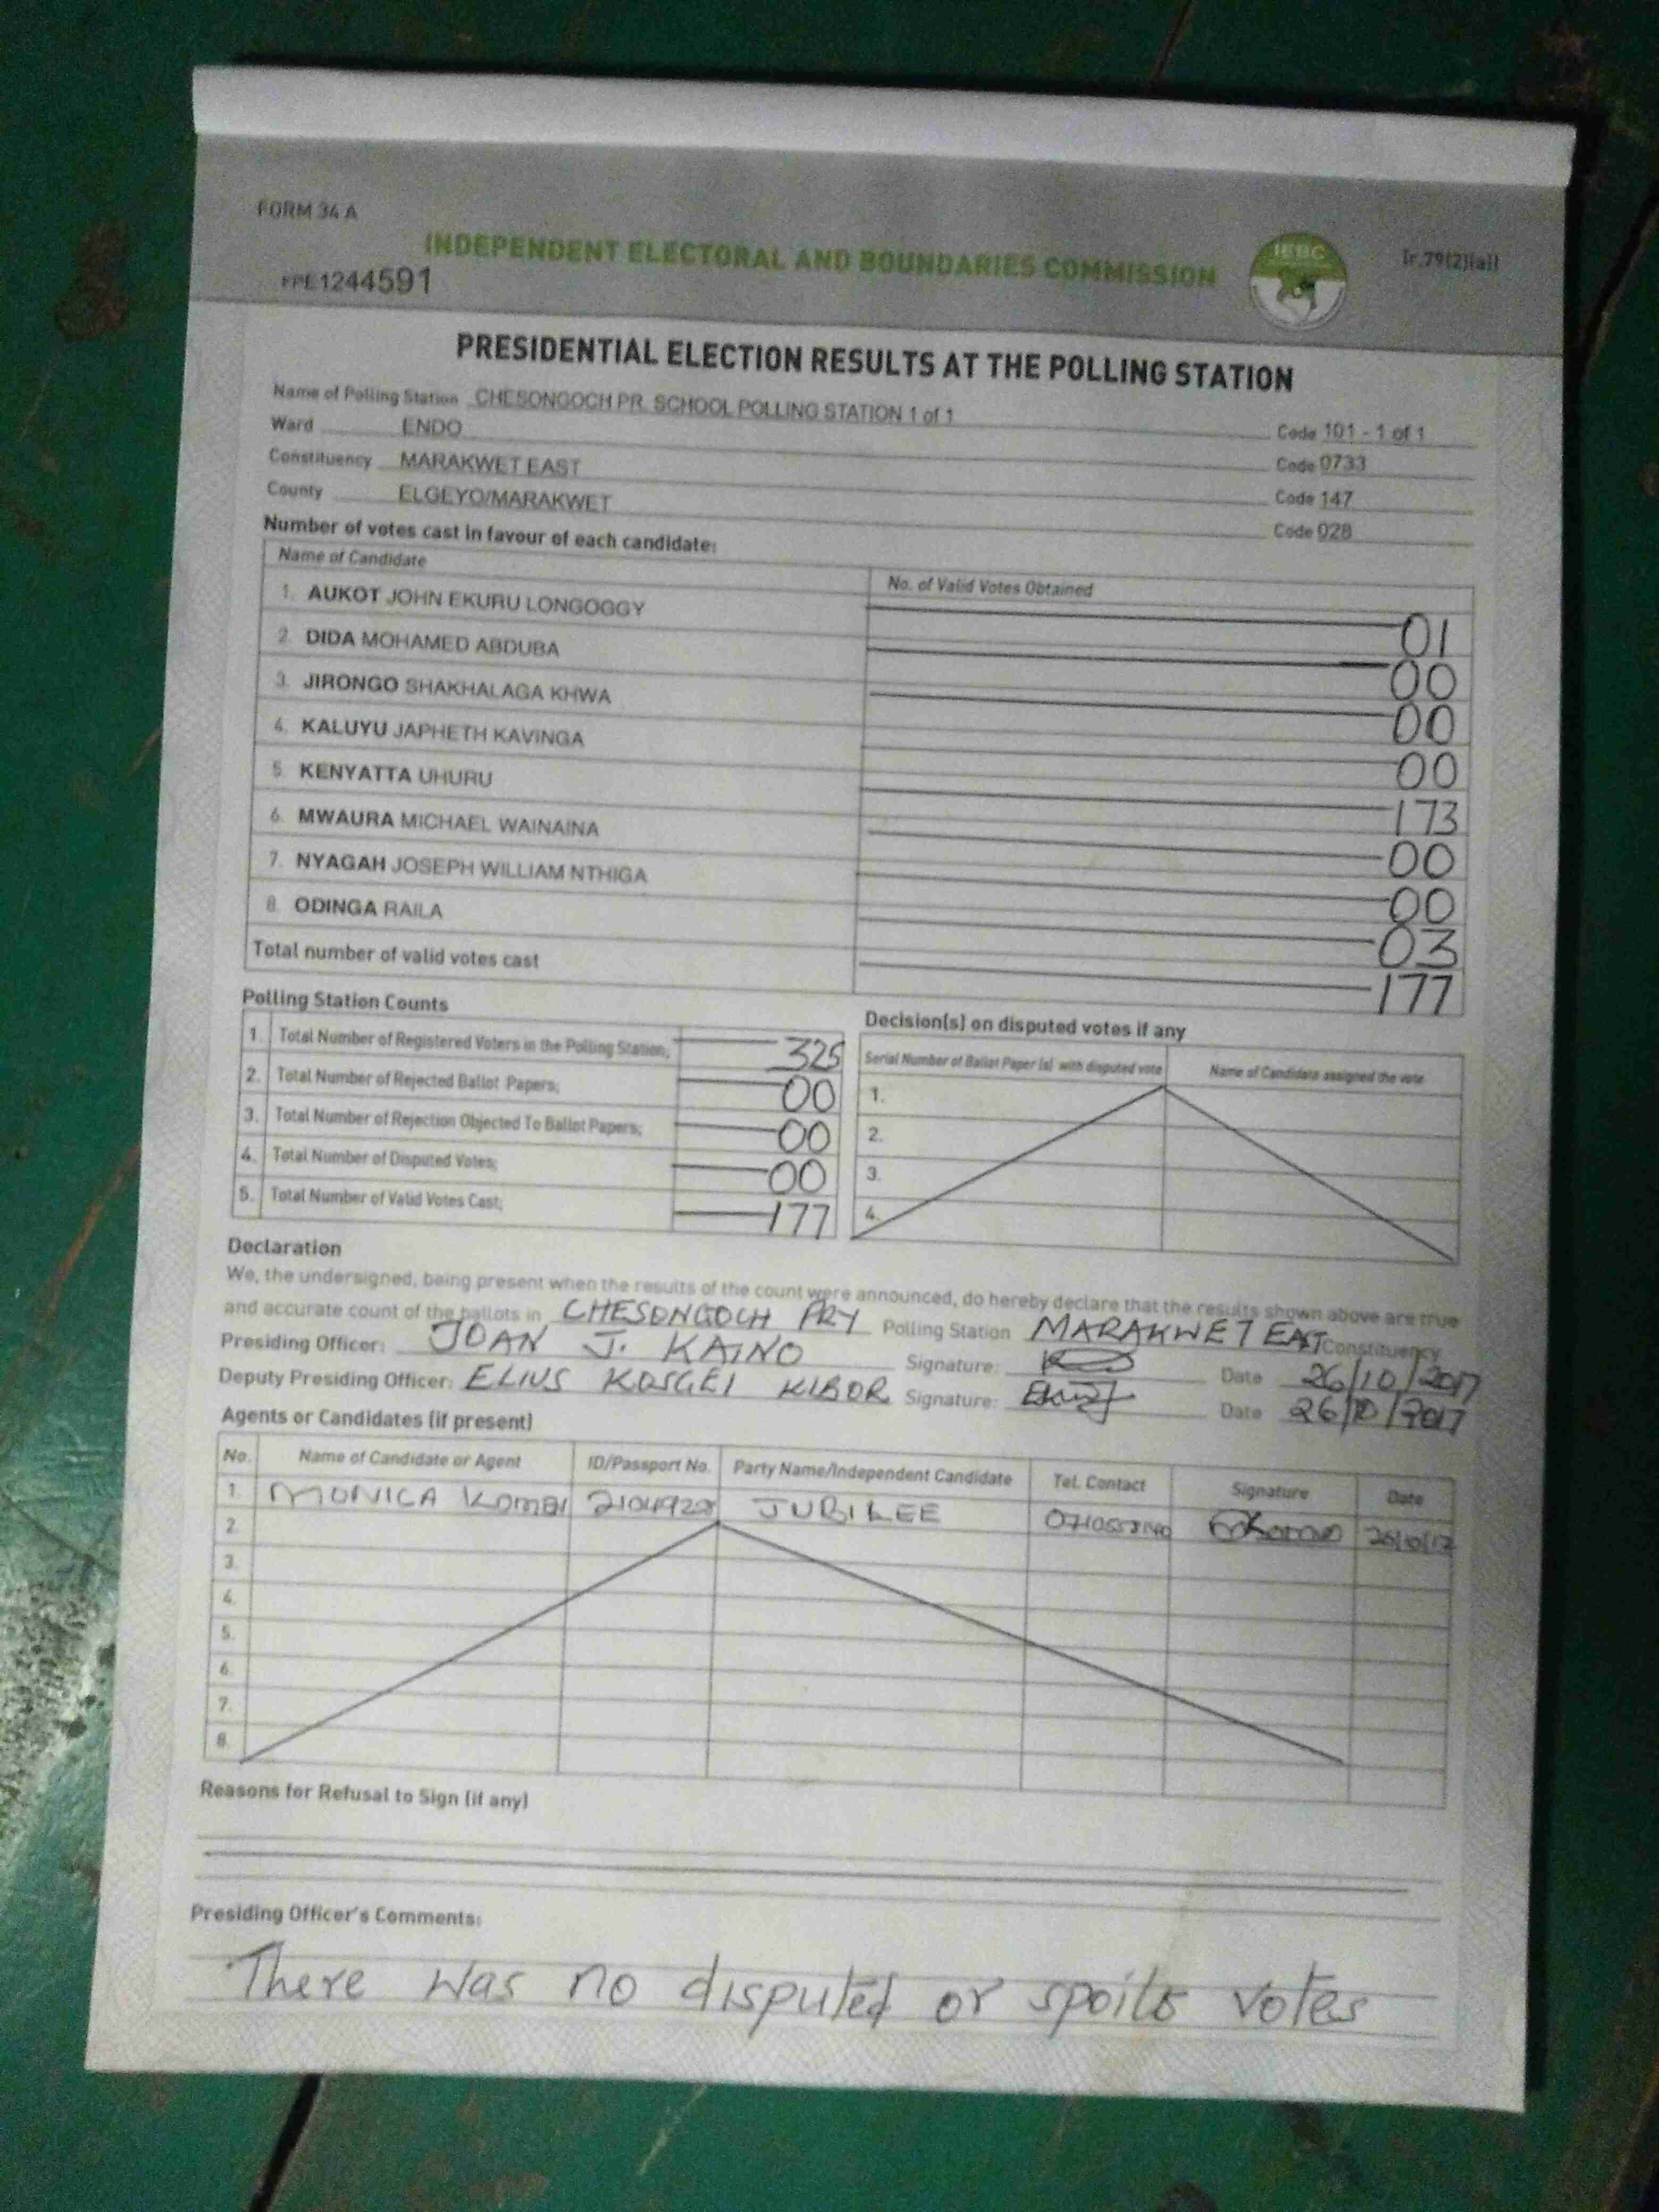 FORM 34 A
INDEPENDENT ELECTORAL AND BOUNDARIES COMMISSION
IEBC
[r.79(2)(a)]
FPE1244591
PRESIDENTIAL ELECTION RESULTS AT THE POLLING STATION
Name of Polling Station CHESONGOCH PR. SCHOOL POLLING STATION 1 of 1 Code 101 - 1 of 1
Ward ENDO Code 0733
Constituency MARAKWET EAST Code 147
County ELGEYO/MARAKWET Code 028
Number of votes cast in favour of each candidate:
Name of Candidate No. of Valid Votes Obtained
1. AUKOT JOHN EKURU LONGOGGY 01
2. DIDA MOHAMED ABDUBA 00
3. JIRONGO SHAKHALAGA KHWA 00
4. KALUYU JAPHETH KAVINGA 00
5. KENYATTA UHURU 173
6. MWAURA MICHAEL WAINAINA 00
7. NYAGAH JOSEPH WILLIAM NTHIGA 00
8. ODINGA RAILA 03
Total number of valid votes cast 177
Polling Station Counts
1. Total Number of Registered Voters in the Polling Station; 325
2. Total Number of Rejected Ballot Papers; 00
3. Total Number of Rejection Objected To Ballot Papers; 00
4. Total Number of Disputed Votes; 00
5. Total Number of Valid Votes Cast; 177
Decision(s) on disputed votes if any
Serial Number of Ballot Paper (s) with disputed vote Name of Candidate assigned the vote
1.
2.
3.
4.
Declaration
We, the undersigned, being present when the results of the count were announced, do hereby declare that the results shown above are true
and accurate count of the ballots in CHESONGOCH PRY Polling Station MARAKWET EAST Constituency
Presiding Officer: JOAN J. KAINO Signature: Date 26/10/2017
Deputy Presiding Officer: ELIUS KOSGEI KIBOR Signature: Date 26/10/2017
Agents or Candidates (if present)
No. Name of Candidate or Agent ID/Passport No. Party Name/Independent Candidate Tel. Contact Signature Date
1. MONICA JUBILEE 26/10/17
2.
3.
4.
5.
6.
7.
8.
Reasons for Refusal to Sign (if any)
Presiding Officer's Comments:
There was no disputed or spoilt votes